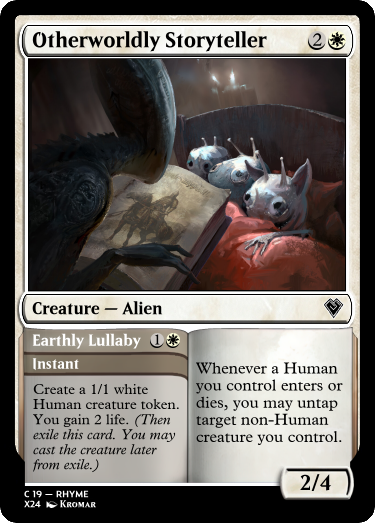 Otherworldly Storyteller 2
Creature — Alien
Earthly Lullaby 1
Instant
Create a 1/1 white
Human creature token.
You gain 2 life. (Then
exile this card. You may
cast the creature later
from exile.)
Whenever a Human
you control enters or
dies, you may untap
target non-Human
creature you control.
2/4
C 19 — RHYME
X24 Kromar